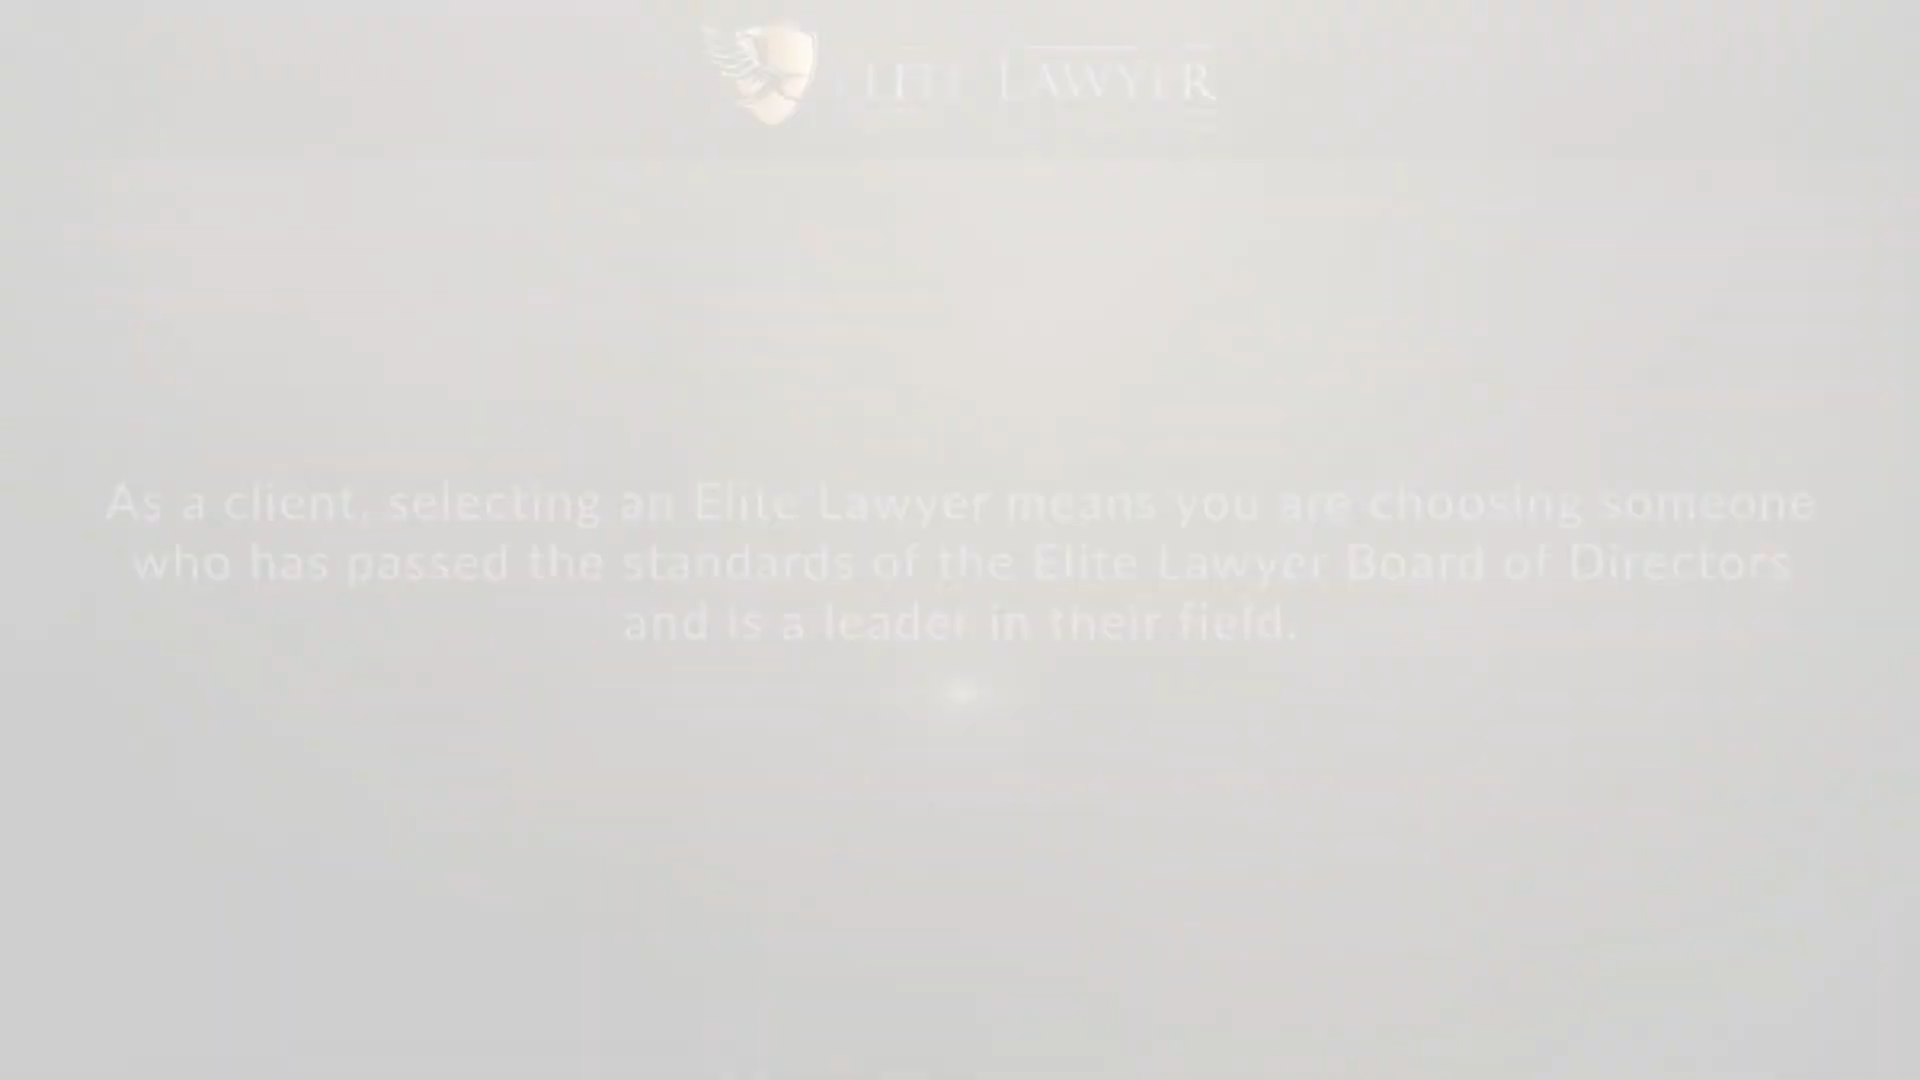 ELITE LAWYER
As a client, selecting an Elite Lawyer means you are choosing someone
who has passed the standards of the Elite Lawyer Board of Directors
and is a leader in their field.